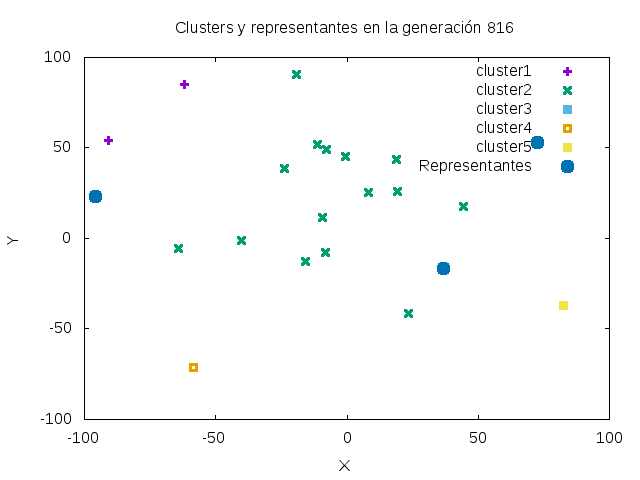 Clusters y representantes en la generación 816
100
50
0
-50
-100
-100
-50
0
50
100
Y
X
cluster1
cluster2
cluster3
cluster4
cluster5
Representantes